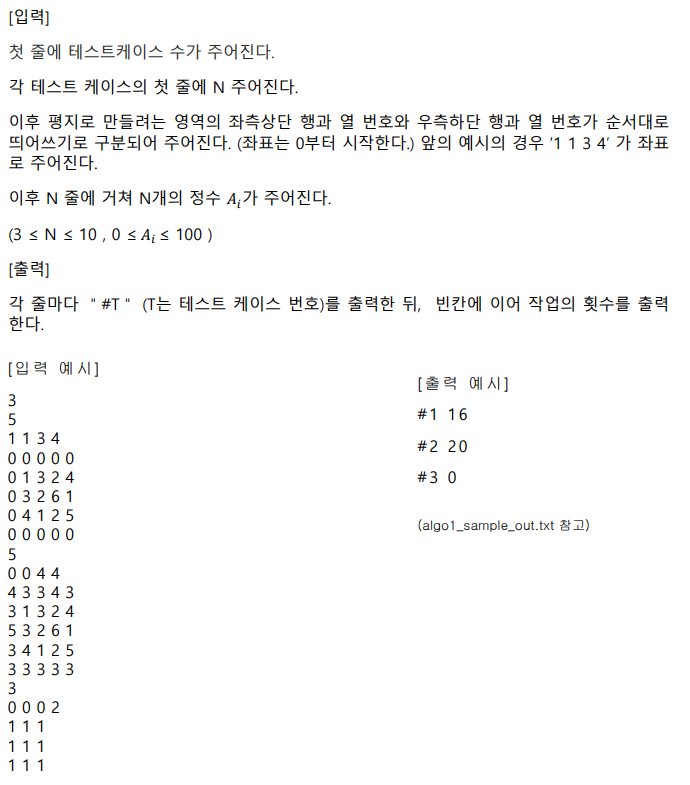 [입력]
첫 줄에 테스트케이스 수가 주어진다.
각 테스트 케이스의 첫 줄에 N 주어진다.
이후 평지로 만들려는 영역의 좌측상단 행과 열 번호와 우측하단 행과 열 번호가 순서대로
띄어쓰기로 구분되어 주어진다. (좌표는 0부터 시작한다.) 앞의 예시의 경우 '1 1 3 4' 가 좌표
로 주어진다.
이후 N 줄에 거쳐 N개의 정수 Aᵢ가 주어진다.
(3 ≤ N ≤ 10 , 0 ≤ Aᵢ ≤ 100 )
[출력]
각 줄마다 " #T " (T는 테스트 케이스 번호)를 출력한 뒤, 빈칸에 이어 작업의 횟수를 출력
한다.
[입력 예시]
3
5
1 1 3 4
0 0 0 0 0
0 1 3 2 4
0 3 2 6 1
0 4 1 2 5
0 0 0 0 0
5
0 0 4 4
4 3 3 4 3
3 1 3 2 4
5 3 2 6 1
3 4 1 2 5
3 3 3 3 3
3
0 0 0 2
1 1 1
1 1 1
1 1 1
[출력 예시]
#1 16
#2 20
#3 0
(algo1_sample_out.txt 참고)